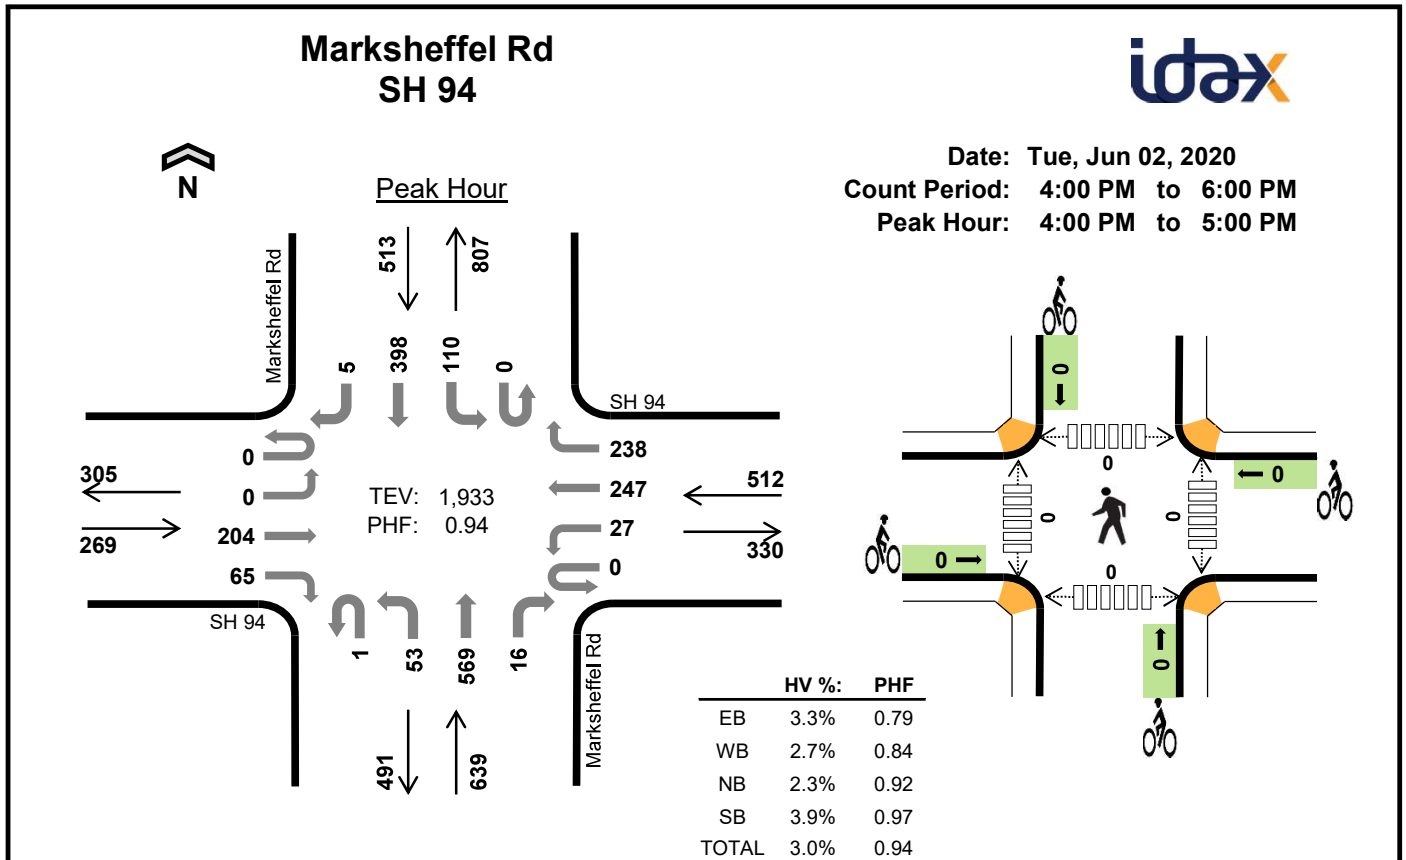 Marksheffel Rd
SH 94
idax
Date: Tue, Jun 02, 2020
Count Period: 4:00 PM to 6:00 PM
Peak Hour: 4:00 PM to 5:00 PM
N
Peak Hour
Marksheffel Rd
513
807
5
398
110
0
SH 94
0
0
204
65
305
269
TEV: 1,933
PHF: 0.94
238
247
27
0
512
330
SH 94
1
53
569
16
Marksheffel Rd
491
639
HV %: PHF
EB 3.3% 0.79
WB 2.7% 0.84
NB 2.3% 0.92
SB 3.9% 0.97
TOTAL 3.0% 0.94
0
0
0
0
0
0
0
0